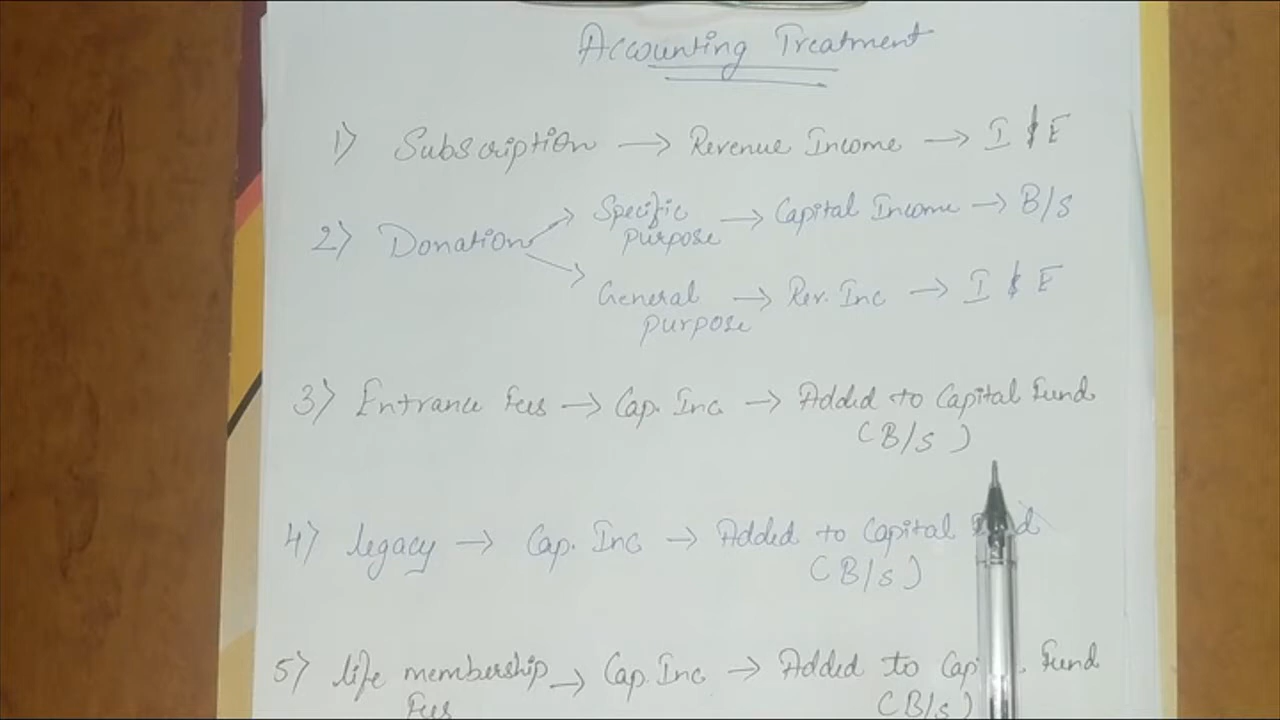 Accounting Treatment
1) Subscription → Revenue Income → I & E
2) Donation → Specific purpose → Capital Income → B/S
→ General purpose → Rev. Inc → I & E
3) Entrance Fees → Cap. Inc. → Added to Capital Fund
(B/S)
4) Legacy → Cap. Inc → Added to Capital
(B/S)
5) Life membership → Cap. Inc → Added to Fund
Fees (B/S)